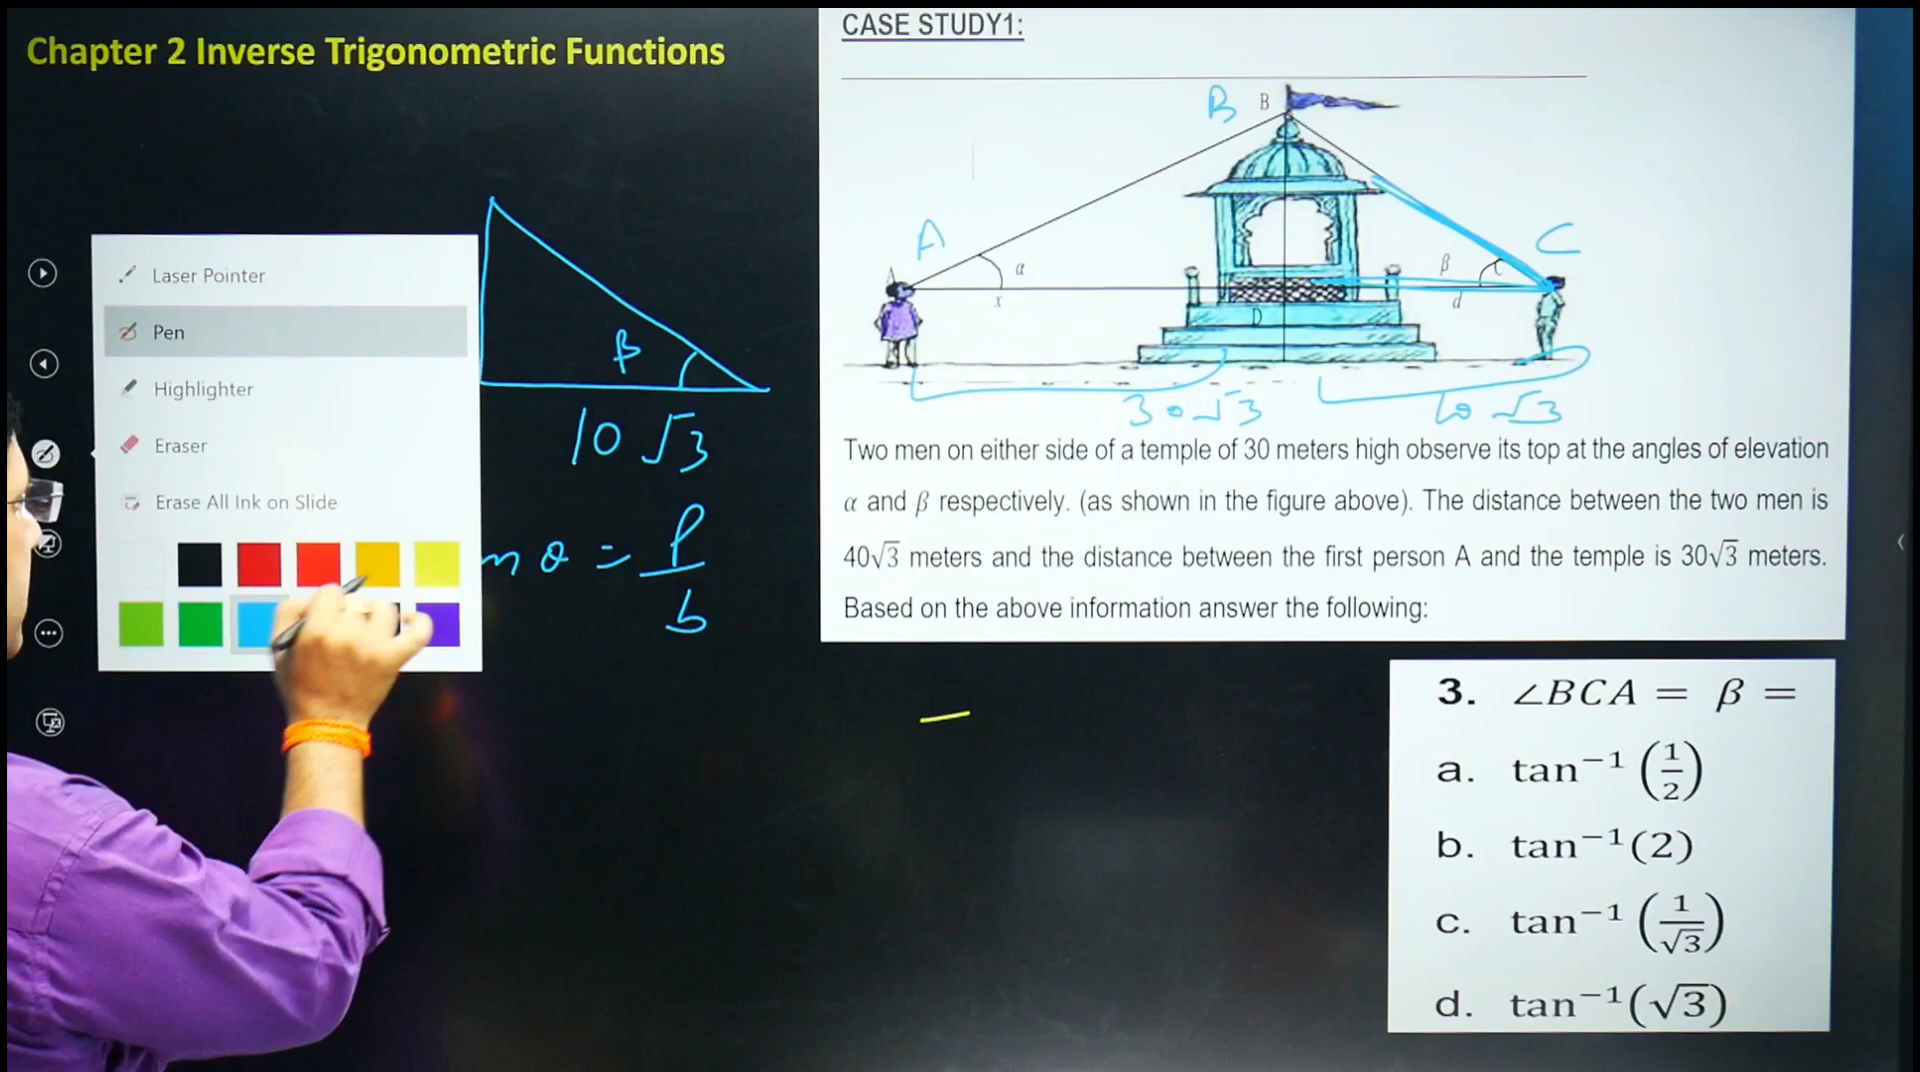 Chapter 2 Inverse Trigonometric Functions
CASE STUDY1:
B B
A
C
α
β
x
d
D
30√3
10√3
Two men on either side of a temple of 30 meters high observe its top at the angles of elevation
α and β respectively. (as shown in the figure above). The distance between the two men is
40√3 meters and the distance between the first person A and the temple is 30√3 meters.
Based on the above information answer the following:
Laser Pointer
Pen
Highlighter
Eraser
Erase All Ink on Slide
β
10√3
n θ = P/b
3. ∠BCA = β =
a. tan⁻¹(1/2)
b. tan⁻¹(2)
c. tan⁻¹(1/√3)
d. tan⁻¹(√3)